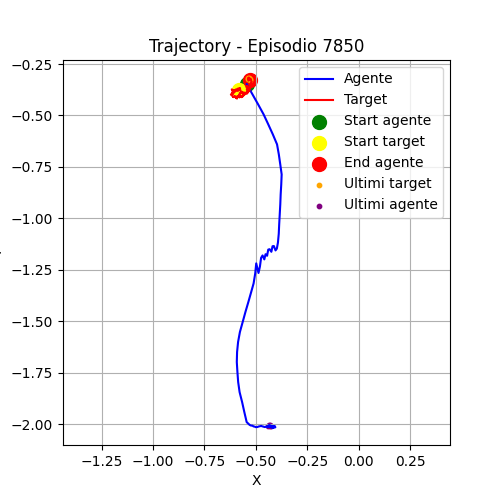 Trajectory - Episodio 7850
Agente
Target
Start agente
Start target
End agente
Ultimi target
Ultimi agente
−0.25
−0.50
−0.75
−1.00
−1.25
−1.50
−1.75
−2.00
−1.25 −1.00 −0.75 −0.50 −0.25 0.00 0.25
X